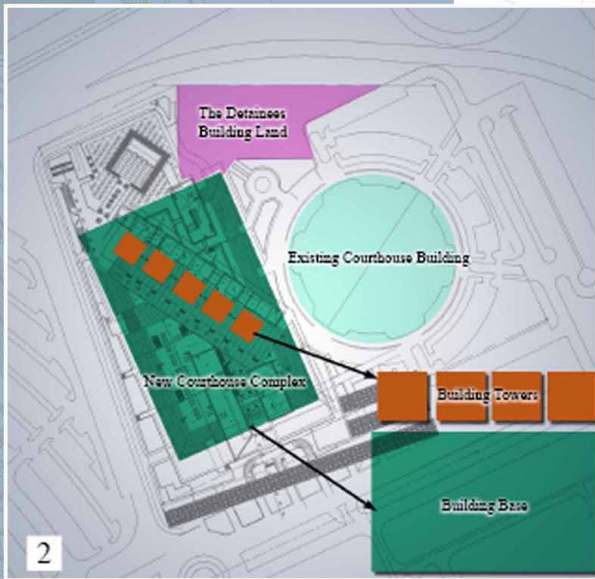 The Detainees
Building Land
Existing Courthouse Building
New Courthouse Complex
Building Towers
Building Base
2